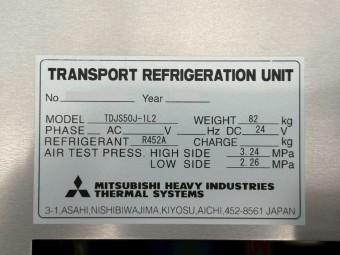 TRANSPORT REFRIGERATION UNIT
No Year
MODEL TDJS50J-1L2 WEIGHT 82 kg
PHASE AC V Hz DC 24 V
REFRIGERANT R452A CHARGE kg
AIR TEST PRESS. HIGH SIDE 3.24 MPa
LOW SIDE 2.26 MPa
MITSUBISHI HEAVY INDUSTRIES
THERMAL SYSTEMS
3-1,ASAHI,NISHIBIWAJIMA,KIYOSU,AICHI,452-8561 JAPAN